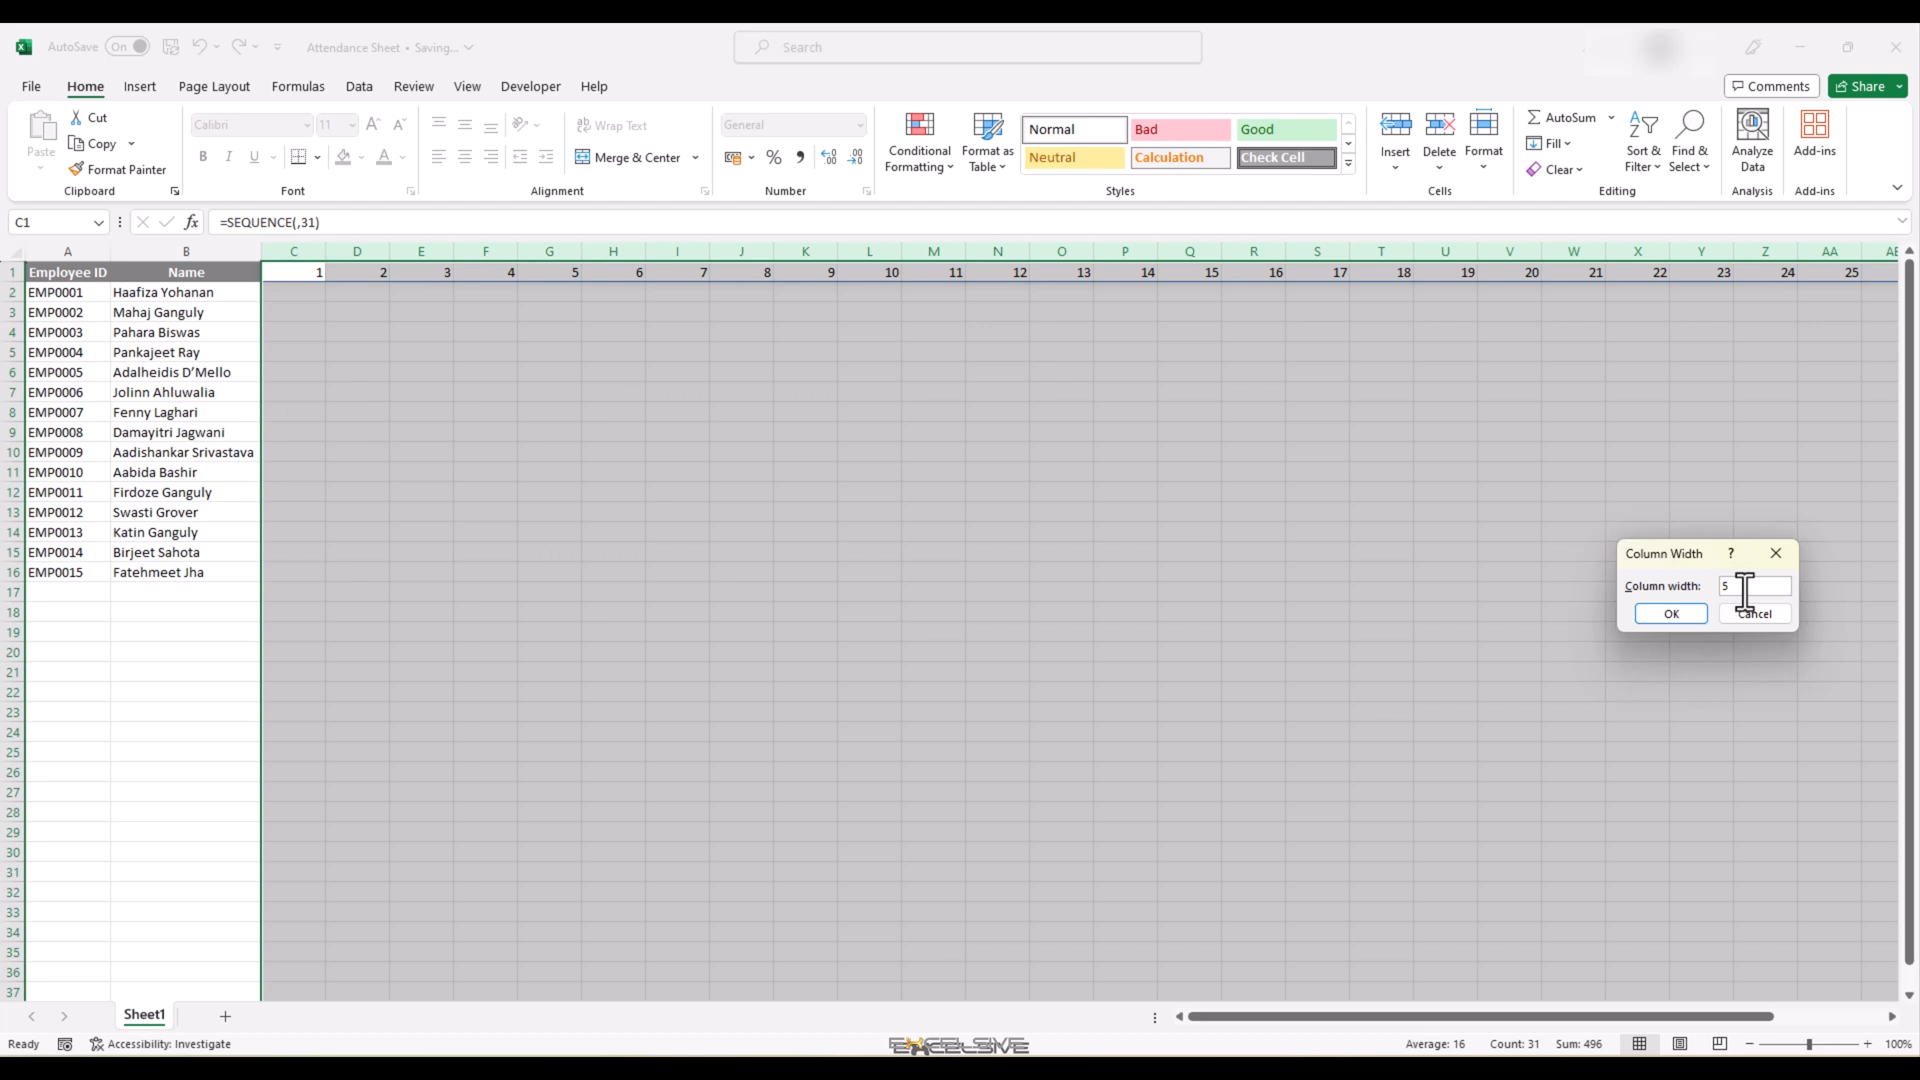 AutoSave On Attendance Sheet • Saving... Search
File Home Insert Page Layout Formulas Data Review View Developer Help Comments Share
Paste Cut Copy Format Painter Clipboard
Calibri 11 B I U A Font
Wrap Text Merge & Center Alignment
General % Number
Conditional Formatting Format as Table Normal Bad Good Neutral Calculation Check Cell Styles
Insert Delete Format Cells
AutoSum Fill Clear Sort & Filter Find & Select Editing
Analyze Data Analysis
Add-ins Add-ins
C1 fx =SEQUENCE(,31)
A B C D E F G H I J K L M N O P Q R S T U V W X Y Z AA
1 Employee ID Name 1 2 3 4 5 6 7 8 9 10 11 12 13 14 15 16 17 18 19 20 21 22 23 24 25
2 EMP0001 Haafiza Yohanan
3 EMP0002 Mahaj Ganguly
4 EMP0003 Pahara Biswas
5 EMP0004 Pankajeet Ray
6 EMP0005 Adalheidis D’Mello
7 EMP0006 Jolinn Ahluwalia
8 EMP0007 Fenny Laghari
9 EMP0008 Damayitri Jagwani
10 EMP0009 Aadishankar Srivastava
11 EMP0010 Aabida Bashir
12 EMP0011 Firdoze Ganguly
13 EMP0012 Swasti Grover
14 EMP0013 Katin Ganguly
15 EMP0014 Birjeet Sahota
16 EMP0015 Fatehmeet Jha
17
18
19
20
21
22
23
24
25
26
27
28
29
30
31
32
33
34
35
36
37
Column Width ?
Column width: 5
OK Cancel
Sheet1
Ready Accessibility: Investigate EXCELSIVE Average: 16 Count: 31 Sum: 496 100%